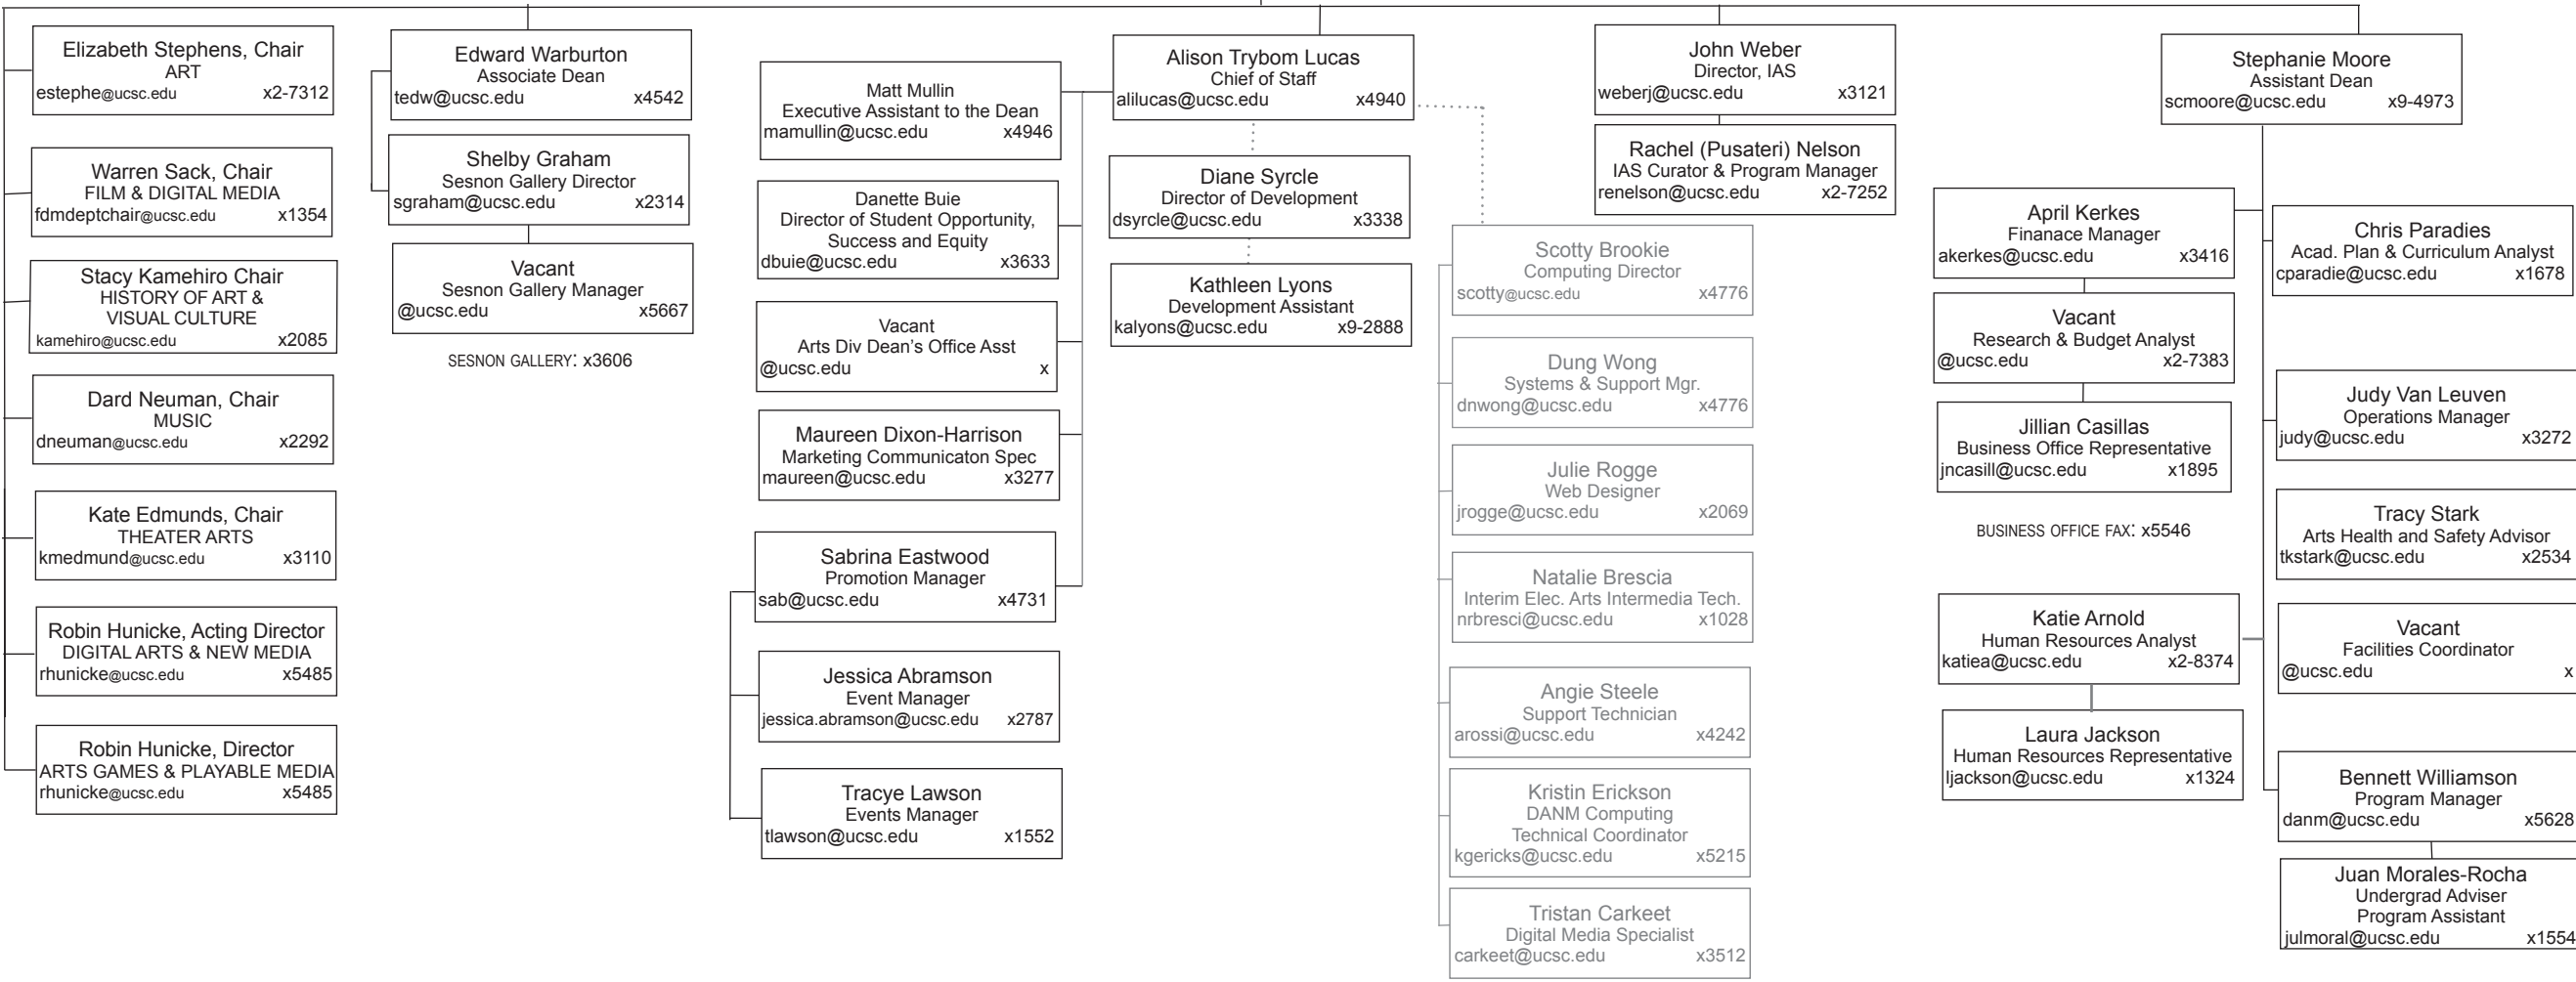 Elizabeth Stephens, Chair
ART
estephe@ucsc.edu x2-7312
Warren Sack, Chair
FILM & DIGITAL MEDIA
fdmdeptchair@ucsc.edu x1354
Stacy Kamehiro Chair
HISTORY OF ART &
VISUAL CULTURE
kamehiro@ucsc.edu x2085
Dard Neuman, Chair
MUSIC
dneuman@ucsc.edu x2292
Kate Edmunds, Chair
THEATER ARTS
kmedmund@ucsc.edu x3110
Robin Hunicke, Acting Director
DIGITAL ARTS & NEW MEDIA
rhunicke@ucsc.edu x5485
Robin Hunicke, Director
ARTS GAMES & PLAYABLE MEDIA
rhunicke@ucsc.edu x5485
Edward Warburton
Associate Dean
tedw@ucsc.edu x4542
Shelby Graham
Sesnon Gallery Director
sgraham@ucsc.edu x2314
Vacant
Sesnon Gallery Manager
@ucsc.edu x5667
SESNON GALLERY: x3606
Matt Mullin
Executive Assistant to the Dean
mamullin@ucsc.edu x4946
Danette Buie
Director of Student Opportunity,
Success and Equity
dbuie@ucsc.edu x3633
Vacant
Arts Div Dean's Office Asst
@ucsc.edu x
Maureen Dixon-Harrison
Marketing Communicaton Spec
maureen@ucsc.edu x3277
Sabrina Eastwood
Promotion Manager
sab@ucsc.edu x4731
Jessica Abramson
Event Manager
jessica.abramson@ucsc.edu x2787
Tracye Lawson
Events Manager
tlawson@ucsc.edu x1552
Alison Trybom Lucas
Chief of Staff
alilucas@ucsc.edu x4940
Diane Syrcle
Director of Development
dsyrcle@ucsc.edu x3338
Kathleen Lyons
Development Assistant
kalyons@ucsc.edu x9-2888
John Weber
Director, IAS
weberj@ucsc.edu x3121
Rachel (Pusateri) Nelson
IAS Curator & Program Manager
renelson@ucsc.edu x2-7252
Scotty Brookie
Computing Director
scotty@ucsc.edu x4776
Dung Wong
Systems & Support Mgr.
dnwong@ucsc.edu x4776
Julie Rogge
Web Designer
jrogge@ucsc.edu x2069
Natalie Brescia
Interim Elec. Arts Intermedia Tech.
nrbresci@ucsc.edu x1028
Angie Steele
Support Technician
arossi@ucsc.edu x4242
Kristin Erickson
DANM Computing
Technical Coordinator
kgericks@ucsc.edu x5215
Tristan Carkeet
Digital Media Specialist
carkeet@ucsc.edu x3512
Stephanie Moore
Assistant Dean
scmoore@ucsc.edu x9-4973
April Kerkes
Finanace Manager
akerkes@ucsc.edu x3416
Vacant
Research & Budget Analyst
@ucsc.edu x2-7383
Jillian Casillas
Business Office Representative
jncasill@ucsc.edu x1895
BUSINESS OFFICE FAX: x5546
Katie Arnold
Human Resources Analyst
katiea@ucsc.edu x2-8374
Laura Jackson
Human Resources Representative
ljackson@ucsc.edu x1324
Chris Paradies
Acad. Plan & Curriculum Analyst
cparadie@ucsc.edu x1678
Judy Van Leuven
Operations Manager
judy@ucsc.edu x3272
Tracy Stark
Arts Health and Safety Advisor
tkstark@ucsc.edu x2534
Vacant
Facilities Coordinator
@ucsc.edu x
Bennett Williamson
Program Manager
danm@ucsc.edu x5628
Juan Morales-Rocha
Undergrad Adviser
Program Assistant
julmoral@ucsc.edu x1554